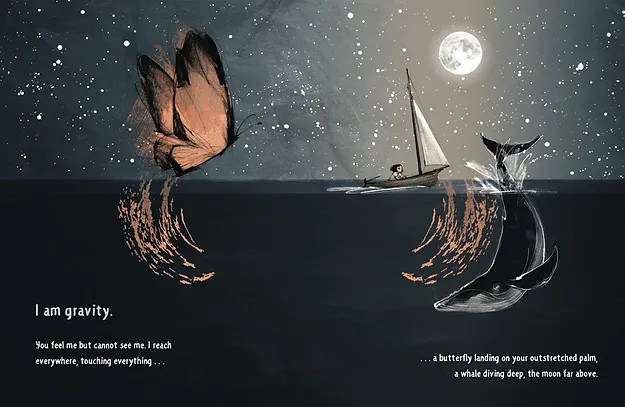 I am gravity.
You feel me but cannot see me. I reach
everywhere, touching everything . . .
. . . a butterfly landing on your outstretched palm,
a whale diving deep, the moon far above.